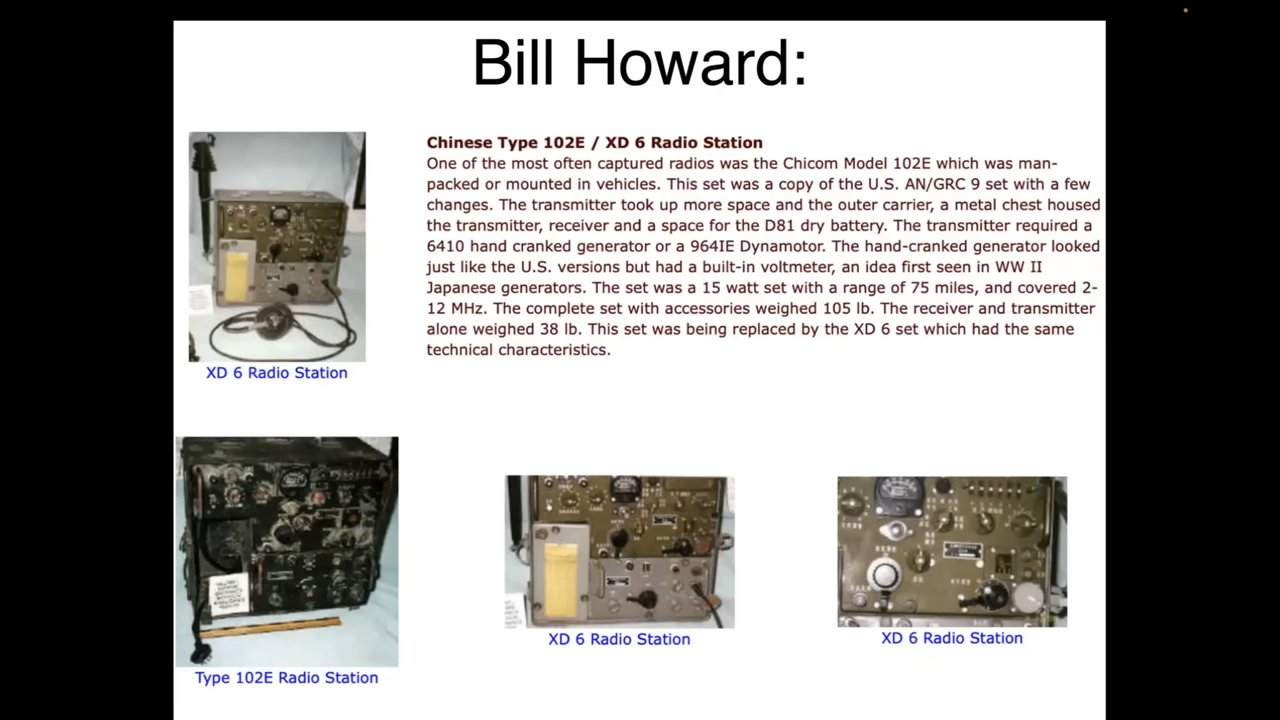 Bill Howard:
Chinese Type 102E / XD 6 Radio Station
One of the most often captured radios was the Chicom Model 102E which was man-
packed or mounted in vehicles. This set was a copy of the U.S. AN/GRC 9 set with a few
changes. The transmitter took up more space and the outer carrier, a metal chest housed
the transmitter, receiver and a space for the D81 dry battery. The transmitter required a
6410 hand cranked generator or a 964IE Dynamotor. The hand-cranked generator looked
just like the U.S. versions but had a built-in voltmeter, an idea first seen in WW II
Japanese generators. The set was a 15 watt set with a range of 75 miles, and covered 2-
12 MHz. The complete set with accessories weighed 105 lb. The receiver and transmitter
alone weighed 38 lb. This set was being replaced by the XD 6 set which had the same
technical characteristics.
XD 6 Radio Station
Type 102E Radio Station
XD 6 Radio Station
XD 6 Radio Station